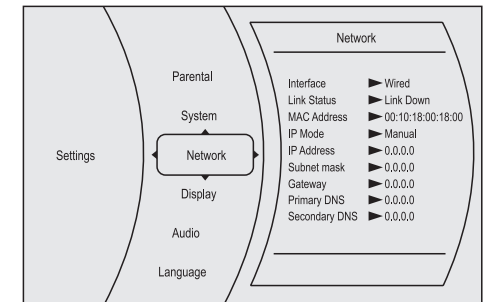 Settings
Parental
System
Network
Display
Audio
Language
Network
Interface ► Wired
Link Status ► Link Down
MAC Address ► 00:10:18:00:18:00
IP Mode ► Manual
IP Address ► 0.0.0.0
Subnet mask ► 0.0.0.0
Gateway ► 0.0.0.0
Primary DNS ► 0.0.0.0
Secondary DNS ► 0.0.0.0